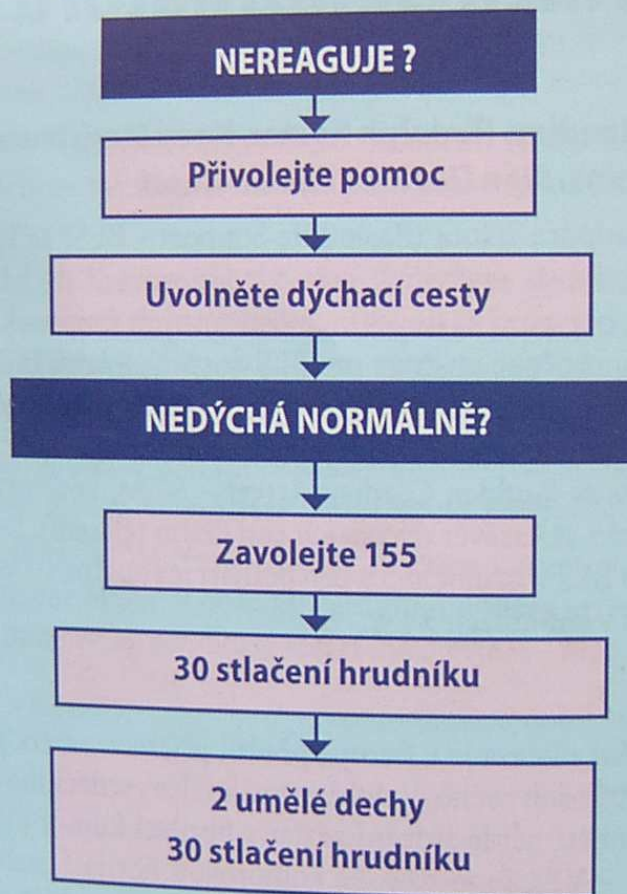 NEREAGUJE ?
Přivolejte pomoc
Uvolněte dýchací cesty
NEDÝCHÁ NORMÁLNĚ?
Zavolejte 155
30 stlačení hrudníku
2 umělé dechy
30 stlačení hrudníku